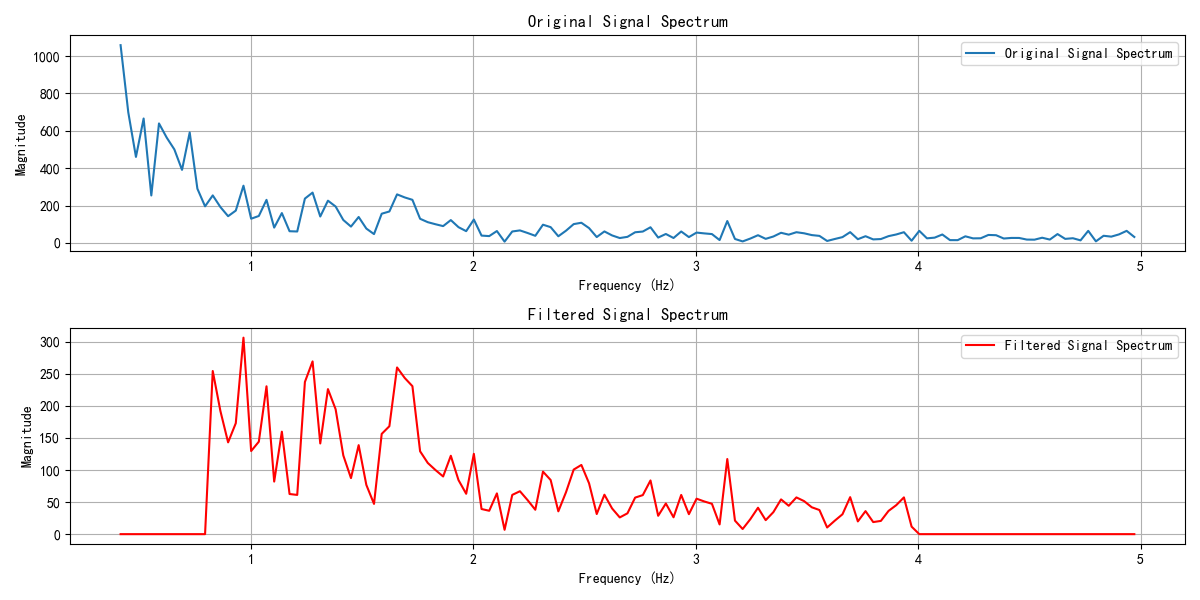 Original Signal Spectrum
Original Signal Spectrum
Magnitude
1000
800
600
400
200
0
1 2 3 4 5
Frequency (Hz)
Filtered Signal Spectrum
Filtered Signal Spectrum
Magnitude
300
250
200
150
100
50
0
1 2 3 4 5
Frequency (Hz)